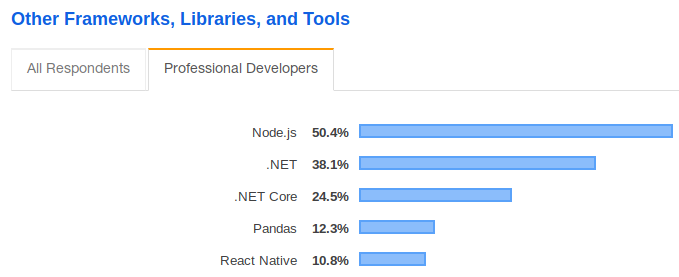 Other Frameworks, Libraries, and Tools
All Respondents Professional Developers
Node.js 50.4%
.NET 38.1%
.NET Core 24.5%
Pandas 12.3%
React Native 10.8%